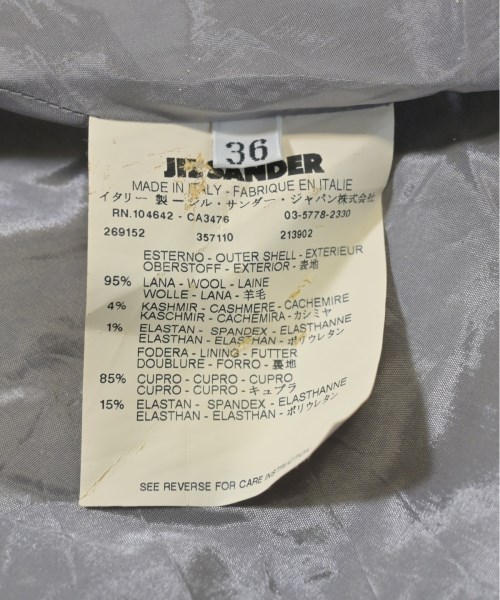 36
JIL SANDER
MADE IN ITALY - FABRIQUE EN ITALIE
イタリー 製 ージル・サンダー・ジャパン株式会社
RN.104642 - CA3476 03-5778-2330
269152 357110 213902
ESTERNO - OUTER SHELL - EXTERIEUR
OBERSTOFF - EXTERIOR - 表地
95% LANA - WOOL - LAINE
WOLLE - LANA - 羊毛
4% KASHMIR - CASHMERE - CACHEMIRE
KASCHMIR - CACHEMIRA - カシミヤ
1% ELASTAN - SPANDEX - ELASTHANNE
ELASTHAN - ELASTHAN - ポリウレタン
FODERA - LINING - FUTTER
DOUBLURE - FORRO - 裏地
85% CUPRO - CUPRO - CUPRO
CUPRO - CUPRO - キュプラ
15% ELASTAN - SPANDEX - ELASTHANNE
ELASTHAN - ELASTHAN - ポリウレタン
SEE REVERSE FOR CARE INSTRUCTION